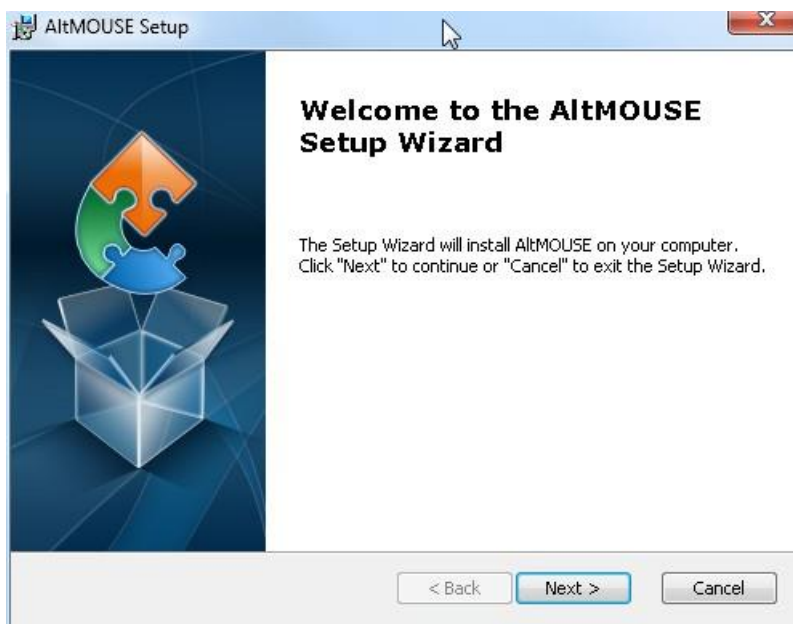 AltMOUSE Setup
Welcome to the AltMOUSE
Setup Wizard
The Setup Wizard will install AltMOUSE on your computer.
Click "Next" to continue or "Cancel" to exit the Setup Wizard.
< Back Next > Cancel